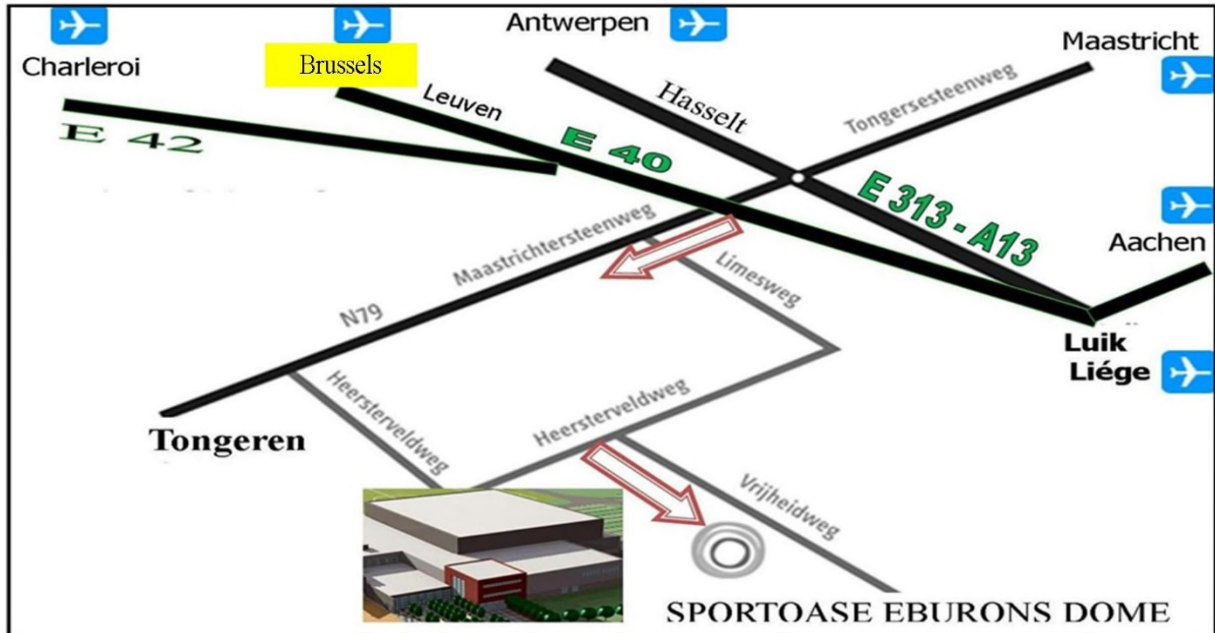 Antwerpen
Charleroi
Brussels
Maastricht
Leuven
Hasselt
Tongersesteenweg
E 42
E 40
E 313 - A13
Aachen
Maastrichtersteenweg
Limesweg
N79
Luik
Liége
Heersterveldweg
Heersterveldweg
Tongeren
Vrijheidweg
SPORTOASE EBURONS DOME